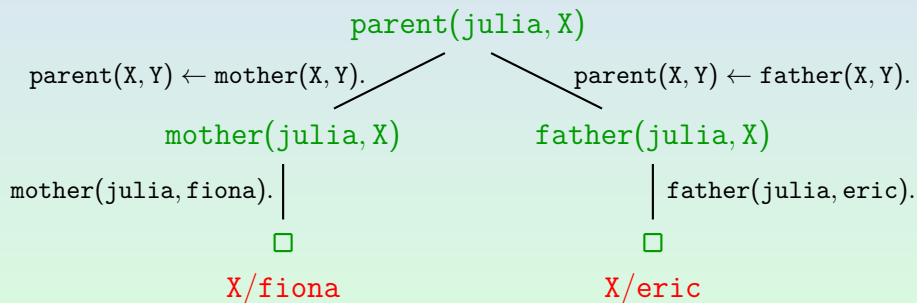 parent(julia, X)
parent(X, Y) ← mother(X, Y).
parent(X, Y) ← father(X, Y).
mother(julia, X)
father(julia, X)
mother(julia, fiona).
father(julia, eric).
□
□
X/fiona
X/eric